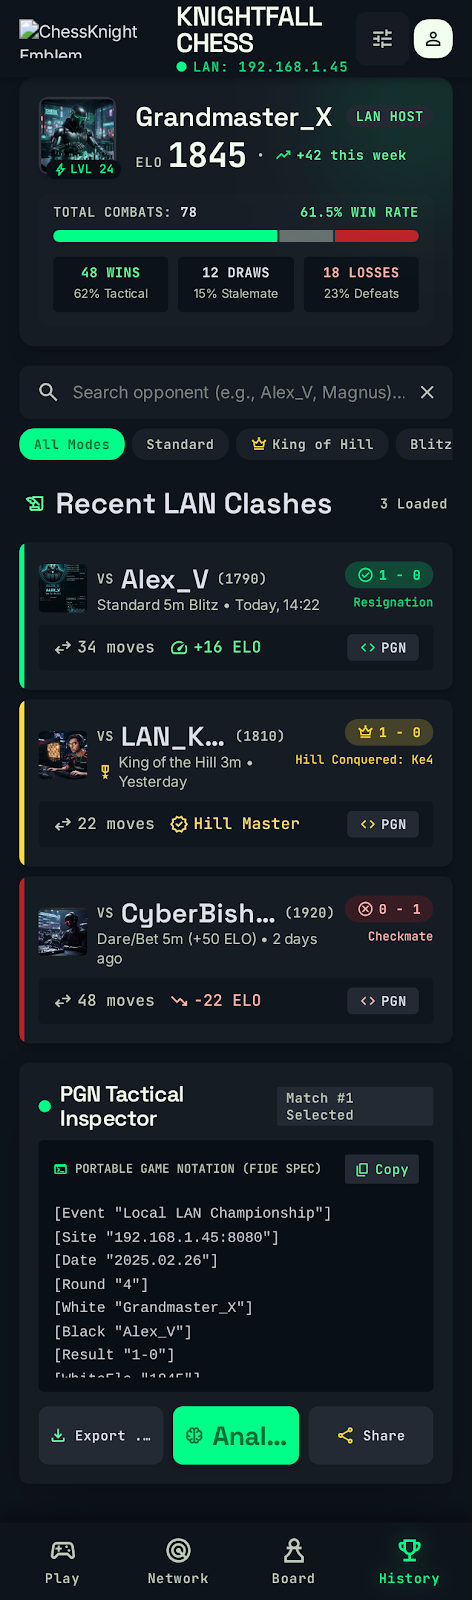 ChessKnight
Emblem
KNIGHTFALL
CHESS
LAN: 192.168.1.45
Grandmaster_X
LAN HOST
ELO 1845 · +42 this week
LVL 24
TOTAL COMBATS: 78
61.5% WIN RATE
48 WINS
62% Tactical
12 DRAWS
15% Stalemate
18 LOSSES
23% Defeats
Search opponent (e.g., Alex_V, Magnus)...
All Modes
Standard
King of Hill
Blitz
Recent LAN Clashes
3 Loaded
VS Alex_V (1790)
1 - 0
Standard 5m Blitz • Today, 14:22
Resignation
34 moves
+16 ELO
PGN
VS LAN_K... (1810)
1 - 0
King of the Hill 3m •
Yesterday
Hill Conquered: Ke4
22 moves
Hill Master
PGN
VS CyberBish... (1920)
0 - 1
Dare/Bet 5m (+50 ELO) • 2 days
ago
Checkmate
48 moves
-22 ELO
PGN
PGN Tactical
Inspector
Match #1
Selected
PORTABLE GAME NOTATION (FIDE SPEC)
Copy
[Event "Local LAN Championship"]
[Site "192.168.1.45:8080"]
[Date "2025.02.26"]
[Round "4"]
[White "Grandmaster_X"]
[Black "Alex_V"]
[Result "1-0"]
[WhiteElo "1845"]
Export ...
Anal...
Share
Play
Network
Board
History